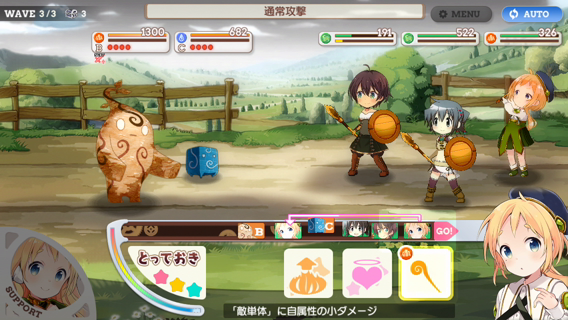 WAVE 3/3 3
通常攻撃
MENU
AUTO
1300
B
682
C
191
522
326
B
C
GO!
とっておき
SUPPORT
「敵単体」に自属性の小ダメージ